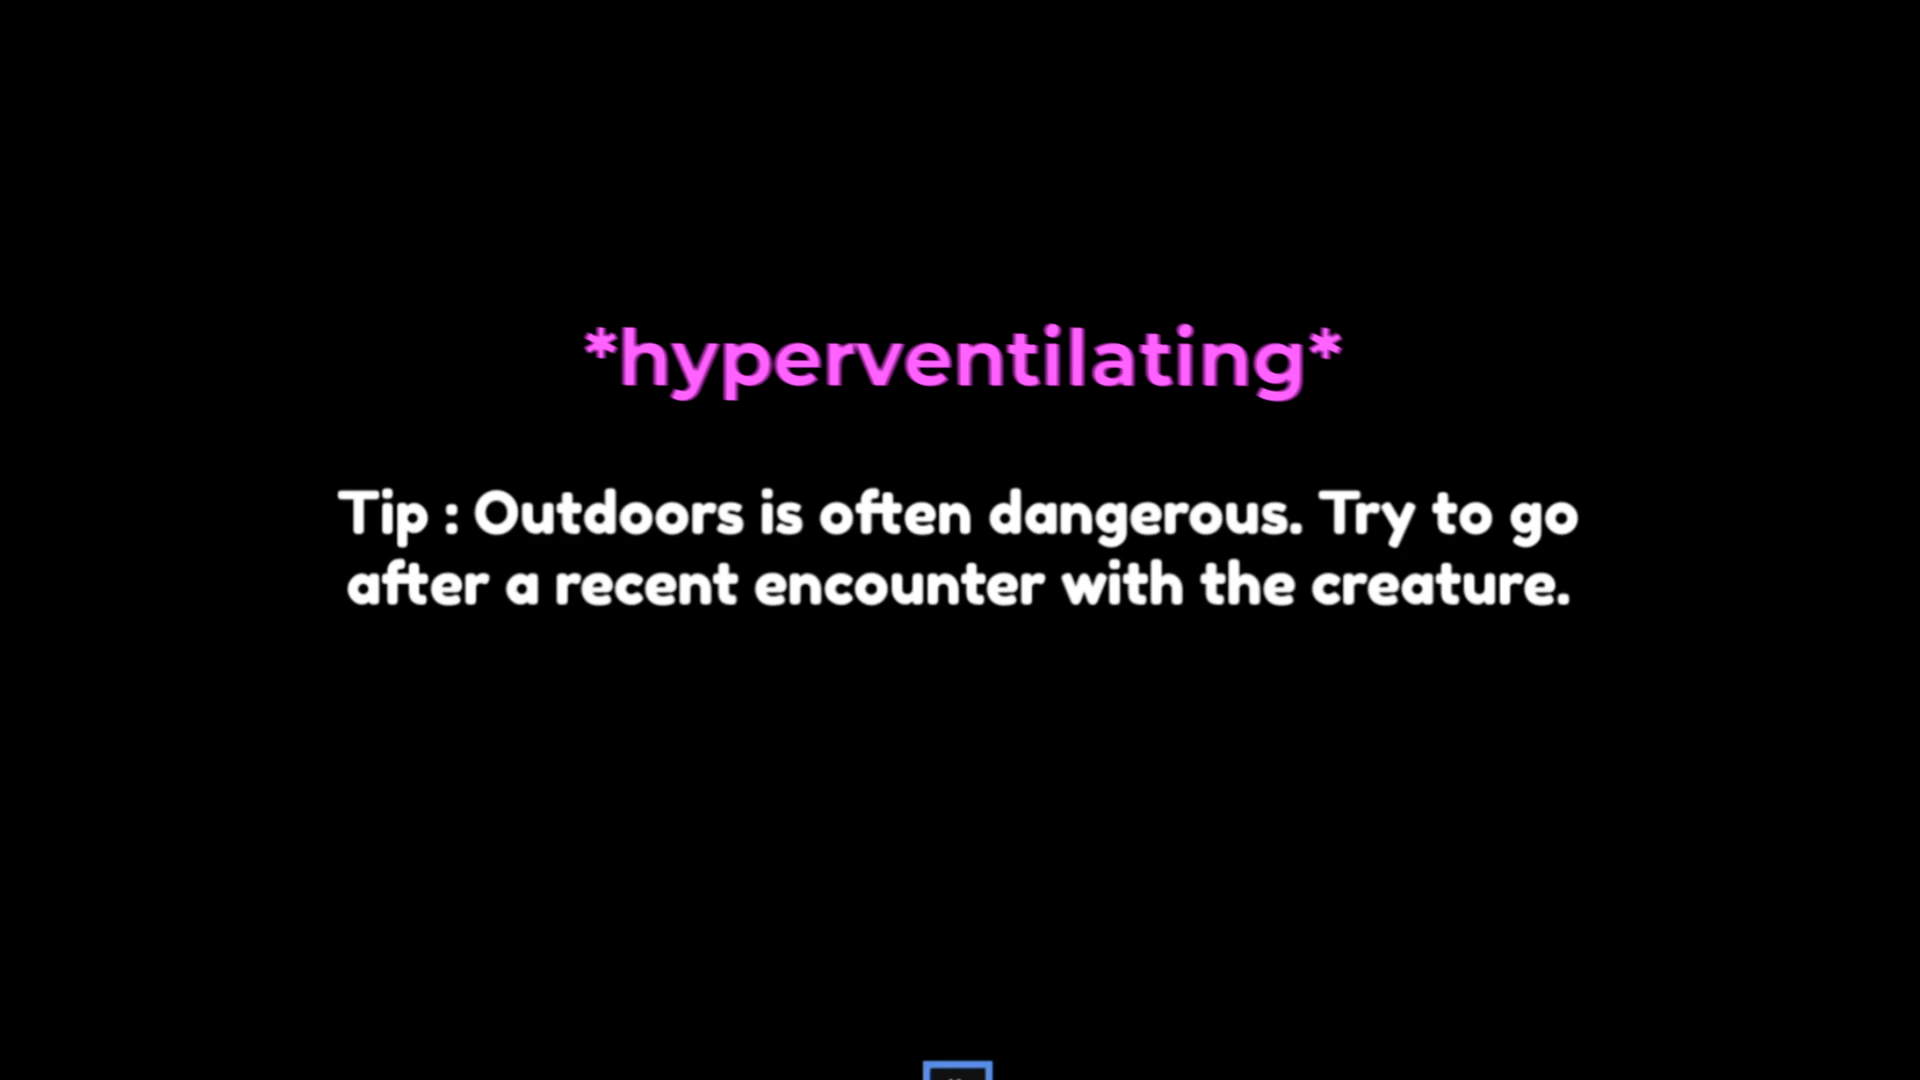 *hyperventilating*
Tip : Outdoors is often dangerous. Try to go
after a recent encounter with the creature.